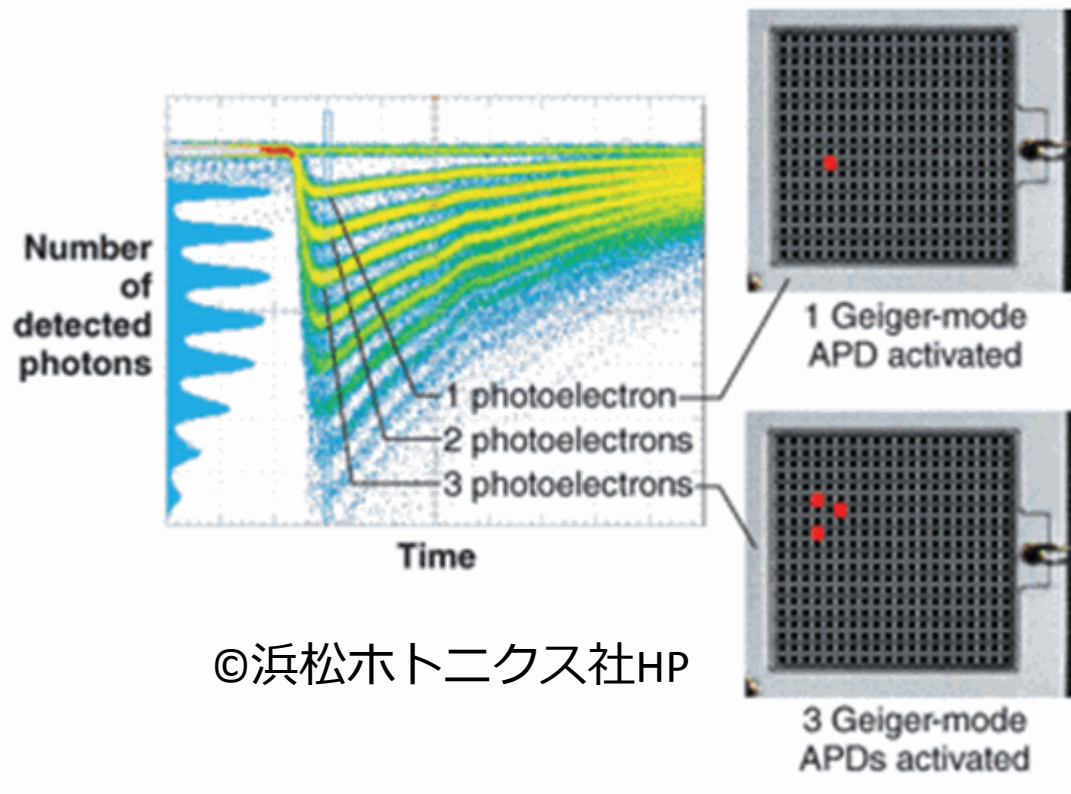 Number
of
detected
photons
1 photoelectron
2 photoelectrons
3 photoelectrons
Time
1 Geiger-mode
APD activated
3 Geiger-mode
APDs activated
©浜松ホトニクス社HP